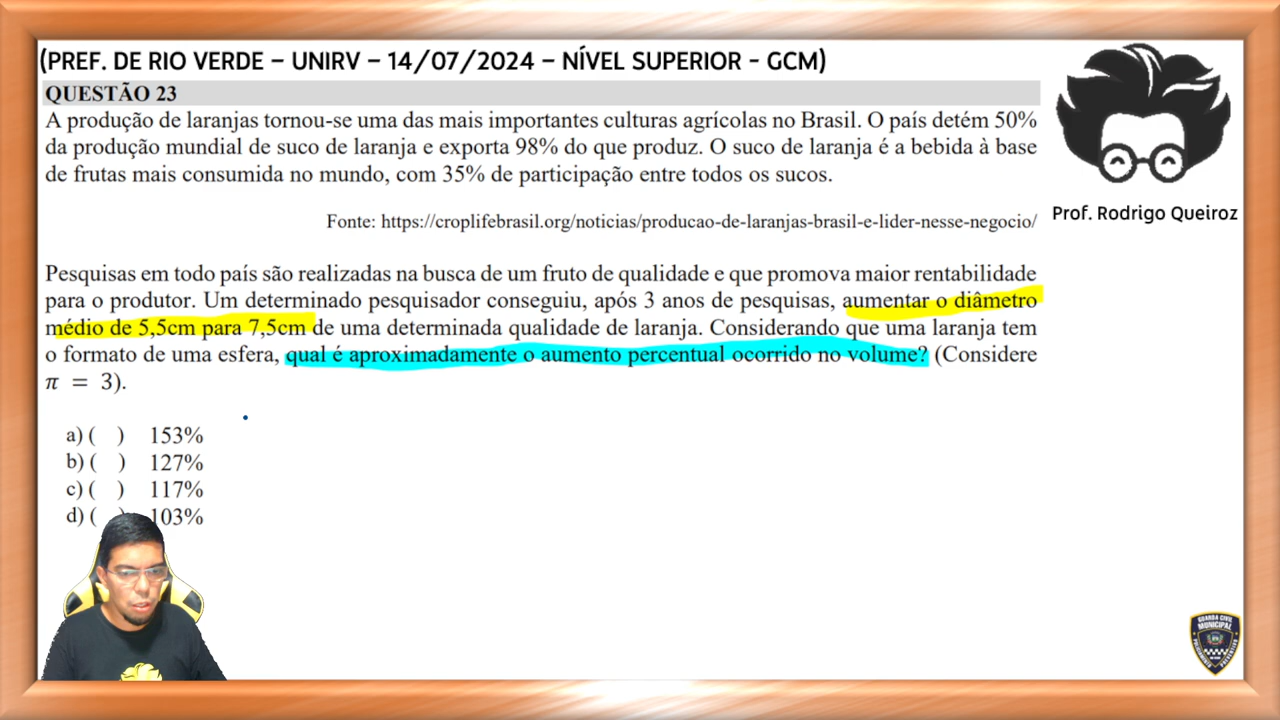 (PREF. DE RIO VERDE – UNIRV – 14/07/2024 – NÍVEL SUPERIOR - GCM)
QUESTÃO 23
A produção de laranjas tornou-se uma das mais importantes culturas agrícolas no Brasil. O país detém 50%
da produção mundial de suco de laranja e exporta 98% do que produz. O suco de laranja é a bebida à base
de frutas mais consumida no mundo, com 35% de participação entre todos os sucos.
Prof. Rodrigo Queiroz
Fonte: https://croplifebrasil.org/noticias/producao-de-laranjas-brasil-e-lider-nesse-negocio/
Pesquisas em todo país são realizadas na busca de um fruto de qualidade e que promova maior rentabilidade
para o produtor. Um determinado pesquisador conseguiu, após 3 anos de pesquisas, aumentar o diâmetro
médio de 5,5cm para 7,5cm de uma determinada qualidade de laranja. Considerando que uma laranja tem
o formato de uma esfera, qual é aproximadamente o aumento percentual ocorrido no volume? (Considere
π = 3).
a) ( ) 153%
b) ( ) 127%
c) ( ) 117%
d) ( ) 103%
GUARDA CIVIL
MUNICIPAL